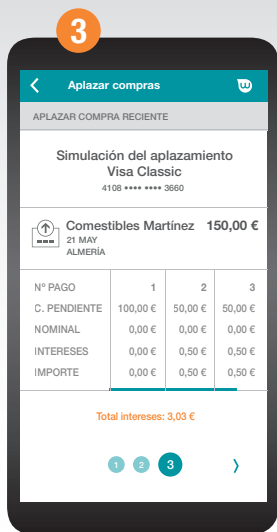 3
Aplazar compras
APLAZAR COMPRA RECIENTE
Simulación del aplazamiento
Visa Classic
4108 •••• •••• 3660
Comestibles Martínez 150,00 €
21 MAY
ALMERÍA
Nº PAGO 1 2 3
C. PENDIENTE 100,00 € 50,00 € 50,00 €
NOMINAL 0,00 € 0,00 € 0,00 €
INTERESES 0,00 € 0,50 € 0,50 €
IMPORTE 0,00 € 0,50 € 0,50 €
Total intereses: 3,03 €
1 2 3